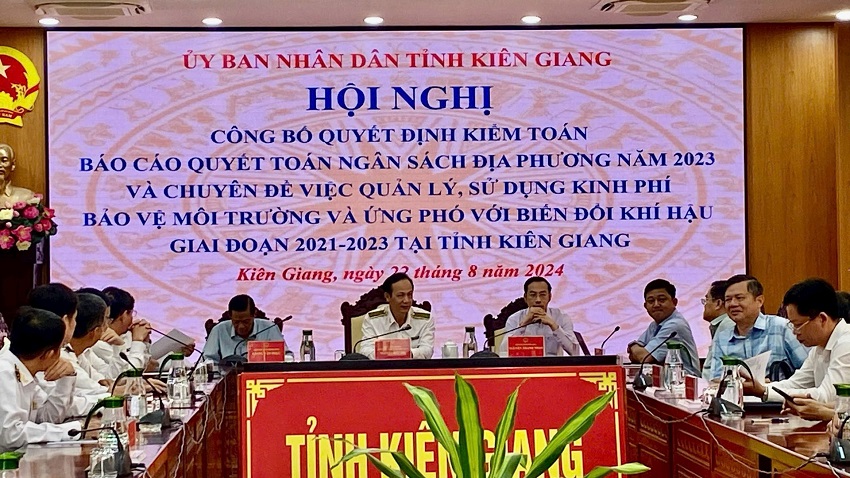 ỦY BAN NHÂN DÂN TỈNH KIÊN GIANG
HỘI NGHỊ
CÔNG BỐ QUYẾT ĐỊNH KIỂM TOÁN
BÁO CÁO QUYẾT TOÁN NGÂN SÁCH ĐỊA PHƯƠNG NĂM 2023
VÀ CHUYÊN ĐỀ VIỆC QUẢN LÝ, SỬ DỤNG KINH PHÍ
BẢO VỆ MÔI TRƯỜNG VÀ ỨNG PHÓ VỚI BIẾN ĐỔI KHÍ HẬU
GIAI ĐOẠN 2021-2023 TẠI TỈNH KIÊN GIANG
Kiên Giang, ngày 22 tháng 8 năm 2024
TỈNH KIÊN GIANG